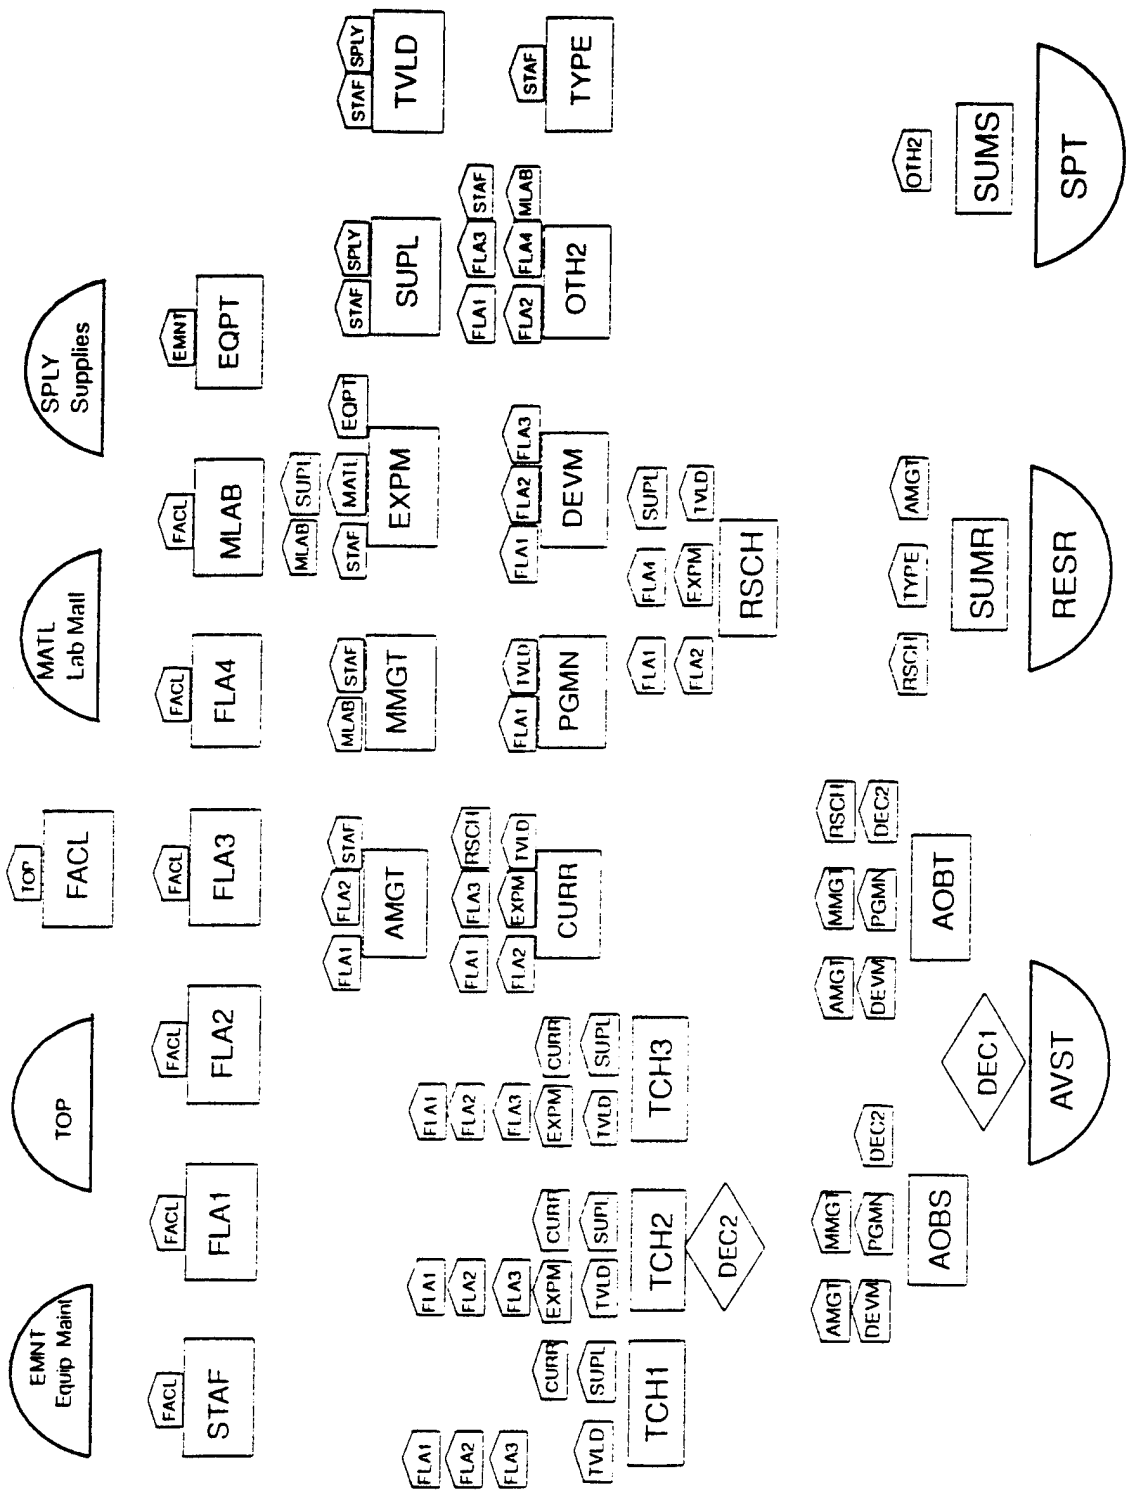 EMNT
Equip Maint
TOP
TOP
FACL
MATL
Lab Matl
SPLY
Supplies
FACL
STAF
FACL
FLA1
FACL
FLA2
FACL
FLA3
FACL
FLA4
FACL
MLAB
EMNT
EQPT
FLA1
FLA2
STAF
AMGT
MLAB
STAF
MMGT
MLAB
SUPL
STAF
MATL
EQPT
EXPM
STAF
SPLY
SUPL
STAF
SPLY
TVLD
FLA1
FLA3
RSCH
FLA2
EXPM
TVLD
CURR
FLA1
TVLD
PGMN
FLA1
FLA2
FLA3
DEVM
FLA1
FLA3
STAF
FLA2
FLA4
MLAB
OTH2
STAF
TYPE
FLA1
FLA2
FLA3
CURR
TVLD
SUPL
TCH1
FLA1
FLA2
FLA3
EXPM
CURR
TVLD
SUPL
TCH2
DEC2
FLA1
FLA2
FLA3
EXPM
CURR
TVLD
SUPL
TCH3
FLA1
FLA4
SUPL
FLA2
EXPM
TVLD
RSCH
AMGT
MMGT
DEVM
PGMN
DEC2
AOBS
AMGT
MMGT
RSCH
DEVM
PGMN
DEC2
AOBT
DEC1
AVST
RSCH
TYPE
AMGT
SUMR
RESR
OTH2
SUMS
SPT